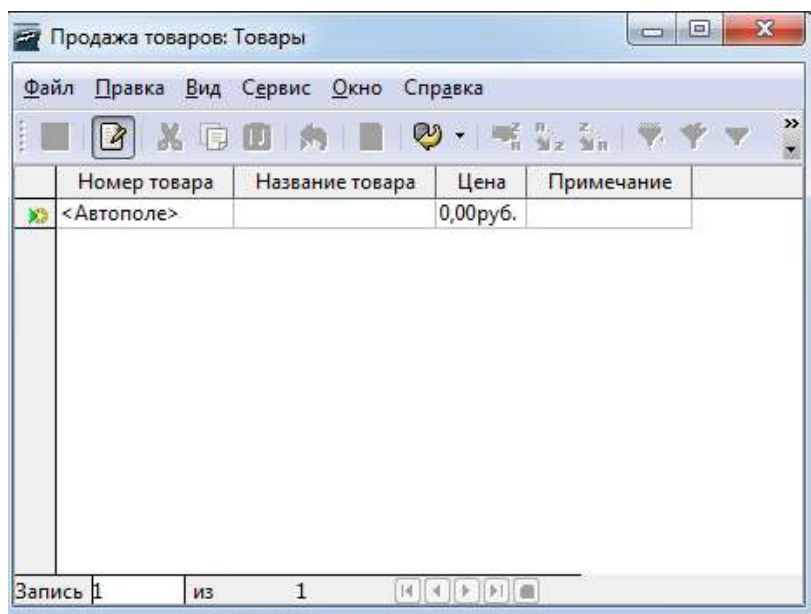 Продажа товаров: Товары
Файл Правка Вид Сервис Окно Справка
Номер товара Название товара Цена Примечание
<Автополе> 0,00руб.
Запись 1 из 1